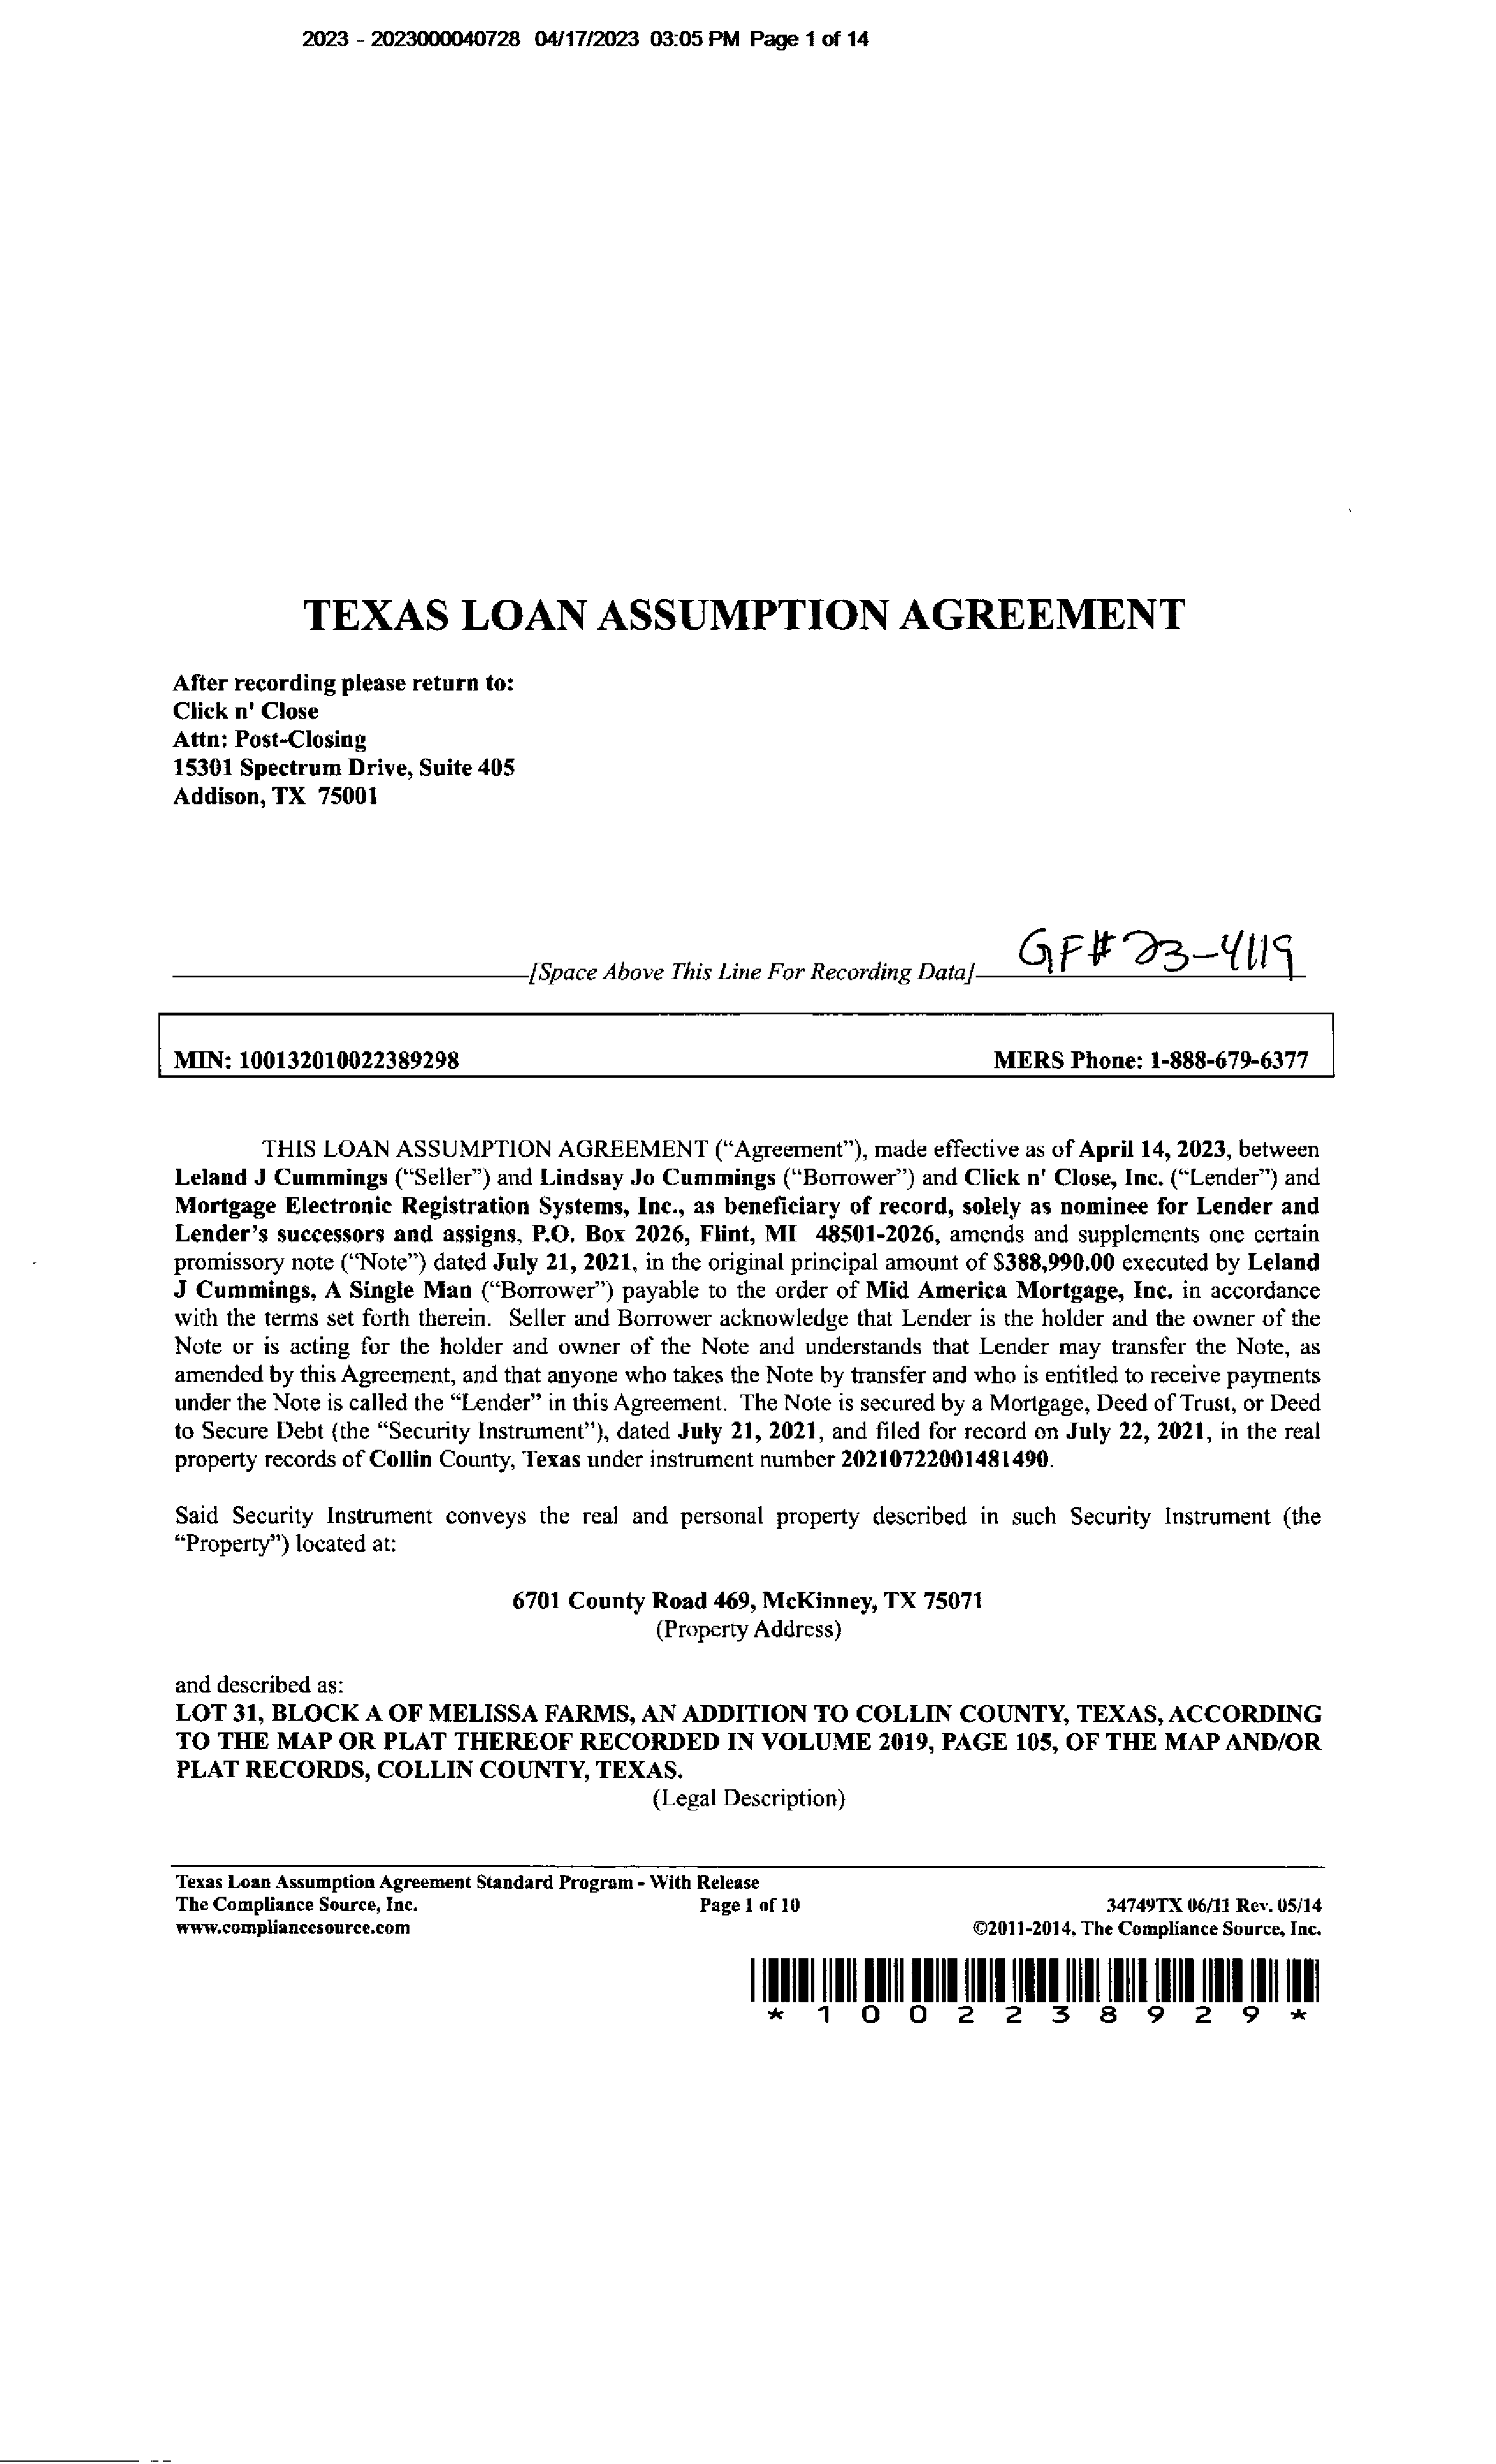 2023 - 2023000040728 04/17/2023 03:05 PM Page 1 of 14
TEXAS LOAN ASSUMPTION AGREEMENT
After recording please return to:
Click n' Close
Attn: Post-Closing
15301 Spectrum Drive, Suite 405
Addison, TX 75001
GF# 23-4119
[Space Above This Line For Recording Data]
MIN: 100132010022389298 MERS Phone: 1-888-679-6377
THIS LOAN ASSUMPTION AGREEMENT (“Agreement”), made effective as of April 14, 2023, between
Leland J Cummings (“Seller”) and Lindsay Jo Cummings (“Borrower”) and Click n' Close, Inc. (“Lender”) and
Mortgage Electronic Registration Systems, Inc., as beneficiary of record, solely as nominee for Lender and
Lender’s successors and assigns, P.O. Box 2026, Flint, MI 48501-2026, amends and supplements one certain
promissory note (“Note”) dated July 21, 2021, in the original principal amount of $388,990.00 executed by Leland
J Cummings, A Single Man (“Borrower”) payable to the order of Mid America Mortgage, Inc. in accordance
with the terms set forth therein. Seller and Borrower acknowledge that Lender is the holder and the owner of the
Note or is acting for the holder and owner of the Note and understands that Lender may transfer the Note, as
amended by this Agreement, and that anyone who takes the Note by transfer and who is entitled to receive payments
under the Note is called the “Lender” in this Agreement. The Note is secured by a Mortgage, Deed of Trust, or Deed
to Secure Debt (the “Security Instrument”), dated July 21, 2021, and filed for record on July 22, 2021, in the real
property records of Collin County, Texas under instrument number 20210722001481490.
Said Security Instrument conveys the real and personal property described in such Security Instrument (the
“Property”) located at:
6701 County Road 469, McKinney, TX 75071
(Property Address)
and described as:
LOT 31, BLOCK A OF MELISSA FARMS, AN ADDITION TO COLLIN COUNTY, TEXAS, ACCORDING
TO THE MAP OR PLAT THEREOF RECORDED IN VOLUME 2019, PAGE 105, OF THE MAP AND/OR
PLAT RECORDS, COLLIN COUNTY, TEXAS.
(Legal Description)
Texas Loan Assumption Agreement Standard Program - With Release
The Compliance Source, Inc. Page 1 of 10 34749TX 06/11 Rev. 05/14
www.compliancesource.com ©2011-2014, The Compliance Source, Inc.
* 1 0 0 2 2 3 8 9 2 9 *